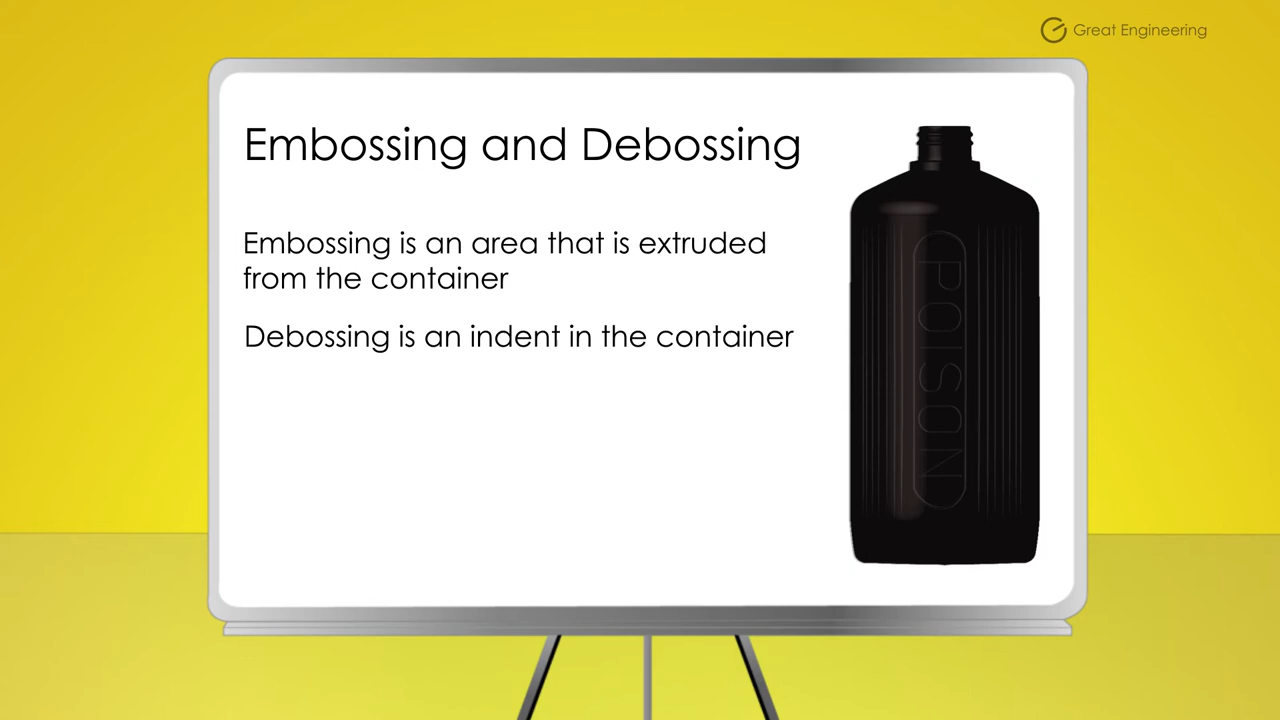 Great Engineering
Embossing and Debossing
Embossing is an area that is extruded
from the container
Debossing is an indent in the container
POISON